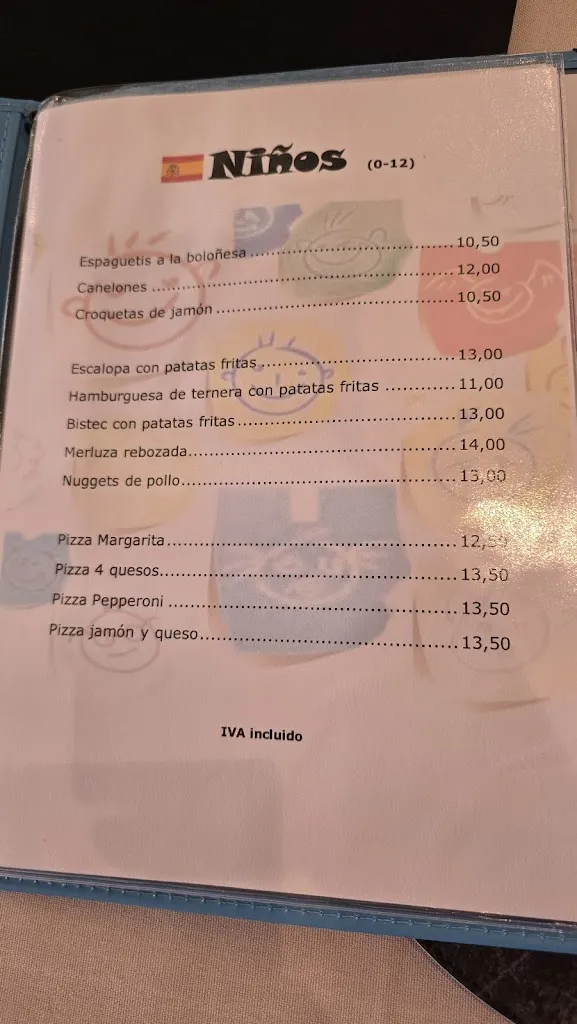 Niños (0-12)
Espaguetis a la boloñesa ........................................ 10,50
Canelones ........................................ 12,00
Croquetas de jamón ........................................ 10,50
Escalopa con patatas fritas ........................................ 13,00
Hamburguesa de ternera con patatas fritas ............ 11,00
Bistec con patatas fritas ........................................ 13,00
Merluza rebozada ........................................ 14,00
Nuggets de pollo ........................................ 13,00
Pizza Margarita ........................................ 12,50
Pizza 4 quesos ........................................ 13,50
Pizza Pepperoni ........................................ 13,50
Pizza jamón y queso ........................................ 13,50
IVA incluido